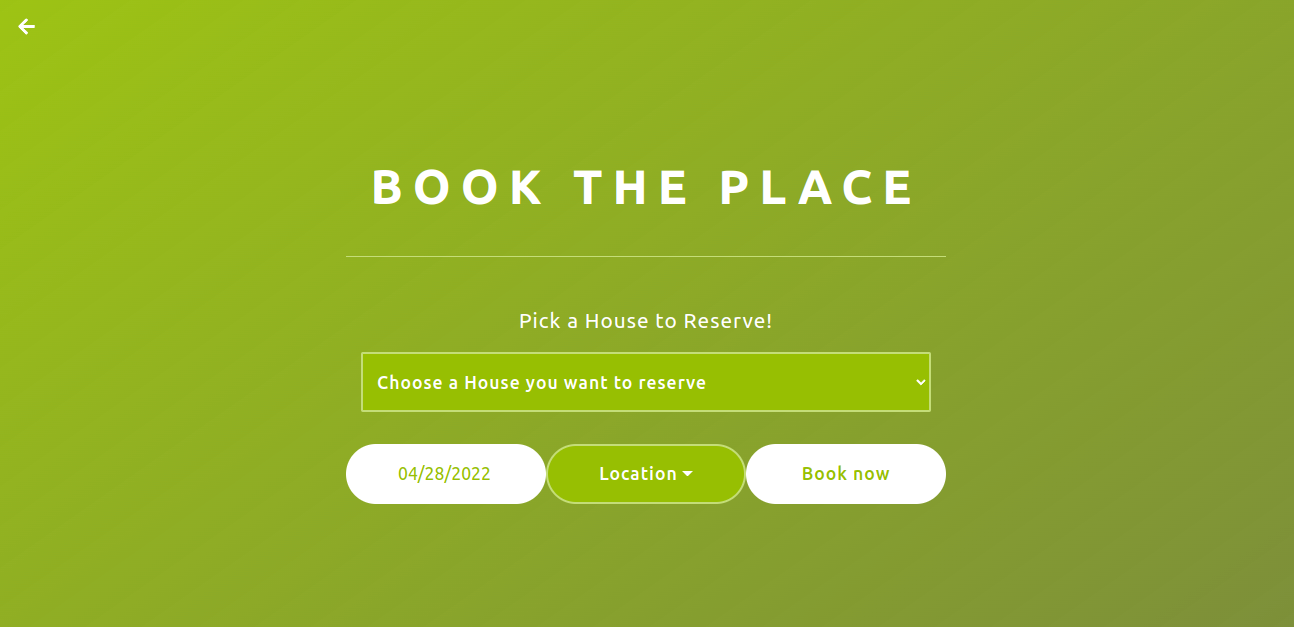 BOOK THE PLACE
Pick a House to Reserve!
Choose a House you want to reserve
04/28/2022 Location Book now